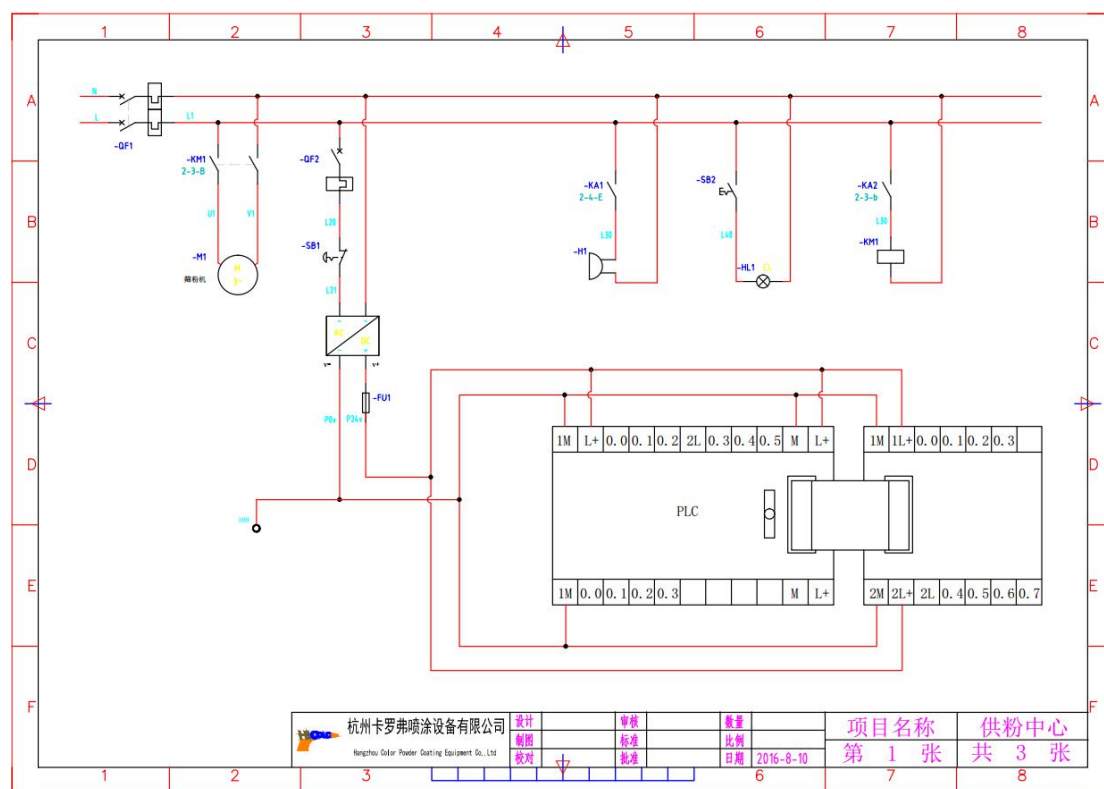 1 2 3 4 5 6 7 8
A A
N
L L1
-QF1
-KM1
2-3-B
-QF2
-KA1
2-4-E
-SB2
-KA2
2-3-b
B B
U1 V1
L20
L30
L40
L30
-SB1
-M1
筛粉机
M
-H1
-HL1
-KM1
L21
C C
AC
DC
V- V+
-FU1
P0v P24v
1M L+ 0.0 0.1 0.2 2L 0.3 0.4 0.5 M L+
1M 1L+ 0.0 0.1 0.2 0.3
D D
PLC
E E
1M 0.0 0.1 0.2 0.3 M L+
2M 2L+ 2L 0.4 0.5 0.6 0.7
F F
杭州卡罗弗喷涂设备有限公司
Hangzhou Color Powder Coating Equipment Co.,Ltd
设计 审核 数量
制图 标准 比例
校对 批准 日期 2016-8-10
项目名称 供粉中心
第 1 张 共 3 张
1 2 3 6 7 8